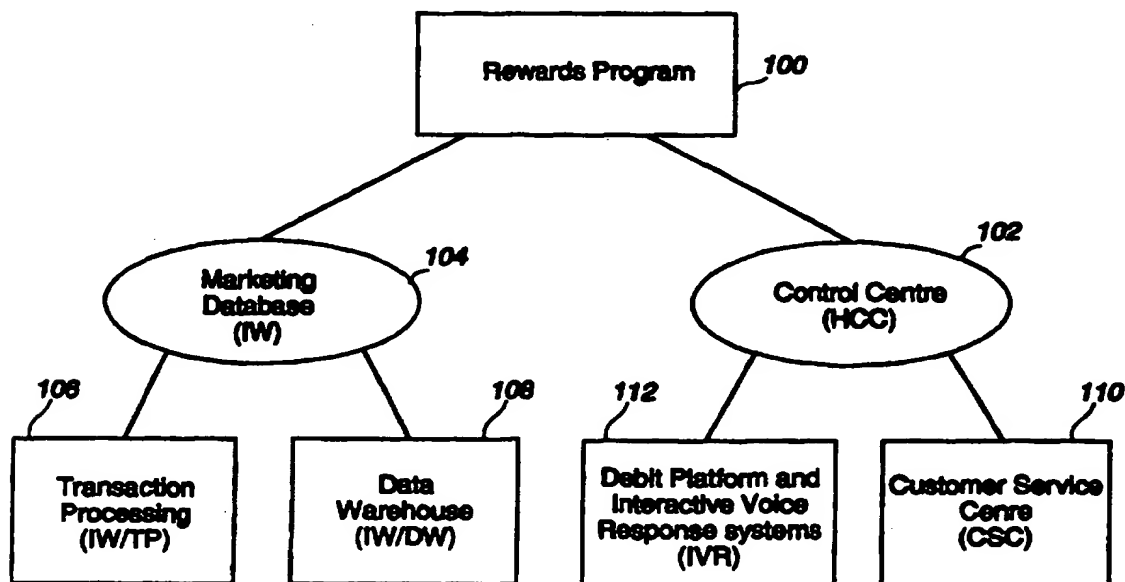 Rewards Program
100
Marketing
Database
(IW)
104
Control Centre
(HCC)
102
106
Transaction
Processing
(IW/TP)
108
Data
Warehouse
(IW/DW)
112
Debit Platform and
Interactive Voice
Response systems
(IVR)
110
Customer Service
Cenre
(CSC)